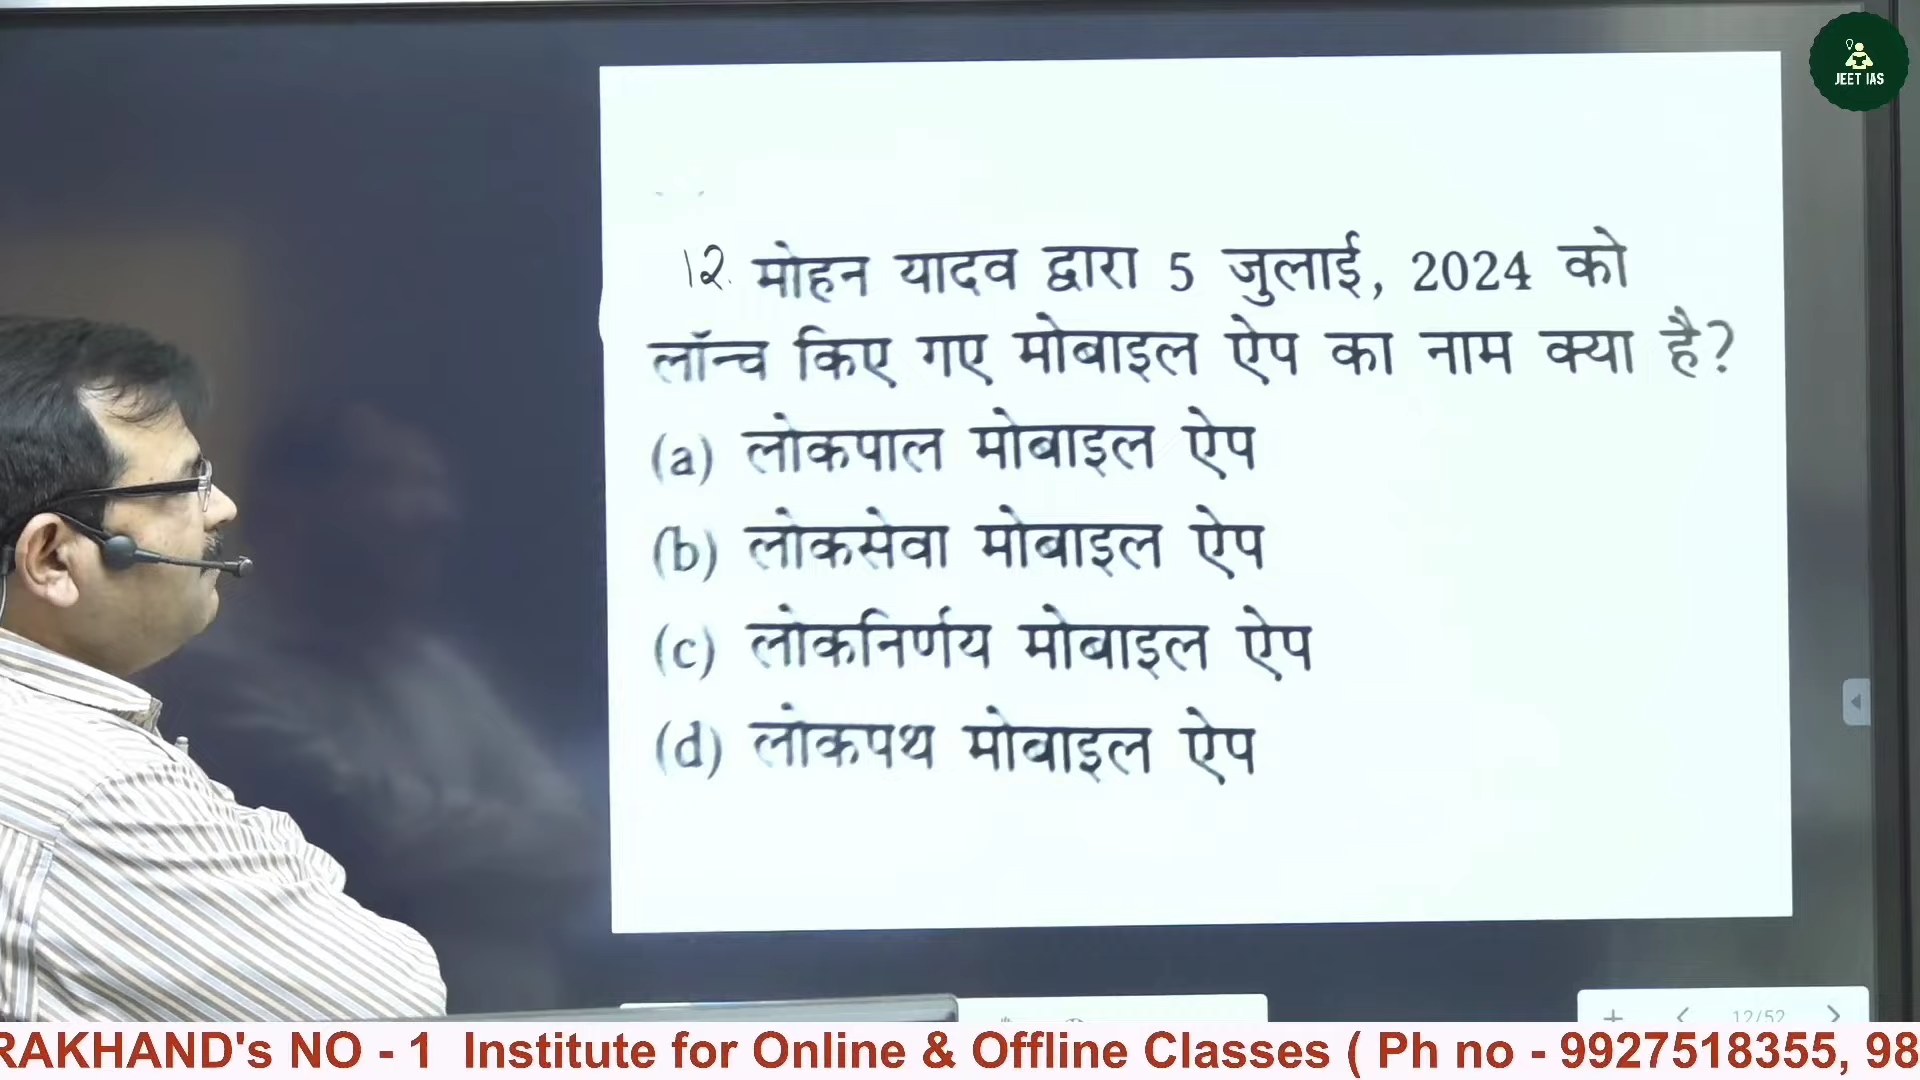 JEET IAS
१२. मोहन यादव द्वारा 5 जुलाई, 2024 को
लॉन्च किए गए मोबाइल ऐप का नाम क्या है?
(a) लोकपाल मोबाइल ऐप
(b) लोकसेवा मोबाइल ऐप
(c) लोकनिर्णय मोबाइल ऐप
(d) लोकपथ मोबाइल ऐप
12/52
RAKHAND's NO - 1 Institute for Online & Offline Classes ( Ph no - 9927518355, 98